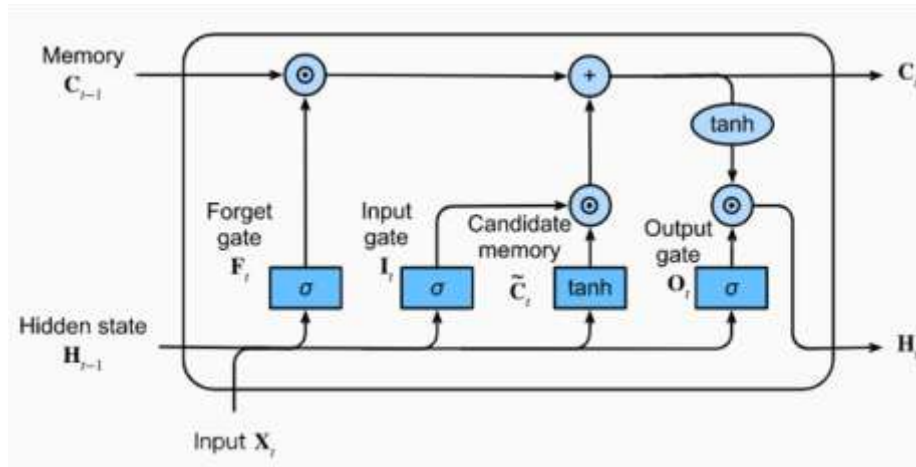 Memory
C_{t-1}
⊙
+
C_t
tanh
⊙
⊙
Forget
gate
F_t
Input
gate
I_t
Candidate
memory
C̃_t
Output
gate
O_t
σ
σ
tanh
σ
Hidden state
H_{t-1}
H_t
Input X_t